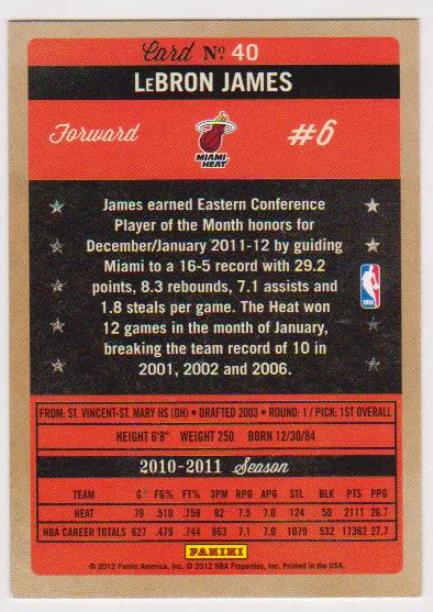 Card No 40
LeBRON JAMES
Forward
MIAMI HEAT
#6
James earned Eastern Conference
Player of the Month honors for
December/January 2011-12 by guiding
Miami to a 16-5 record with 29.2
points, 8.3 rebounds, 7.1 assists and
1.8 steals per game. The Heat won
12 games in the month of January,
breaking the team record of 10 in
2001, 2002 and 2006.
FROM: ST. VINCENT-ST. MARY HS (OH) • DRAFTED 2003 • ROUND: 1 / PICK: 1ST OVERALL
HEIGHT 6'8" WEIGHT 250 BORN 12/30/84
2010-2011 Season
TEAM G FG% FT% 3PM RPG APG STL BLK PTS PPG
HEAT 79 .510 .759 92 7.5 7.0 124 50 2111 26.7
NBA CAREER TOTALS 627 .479 .744 863 7.1 7.0 1079 532 17362 27.7
PANINI
© 2012 Panini America, Inc. © 2012 NBA Properties, Inc. Printed in the USA.